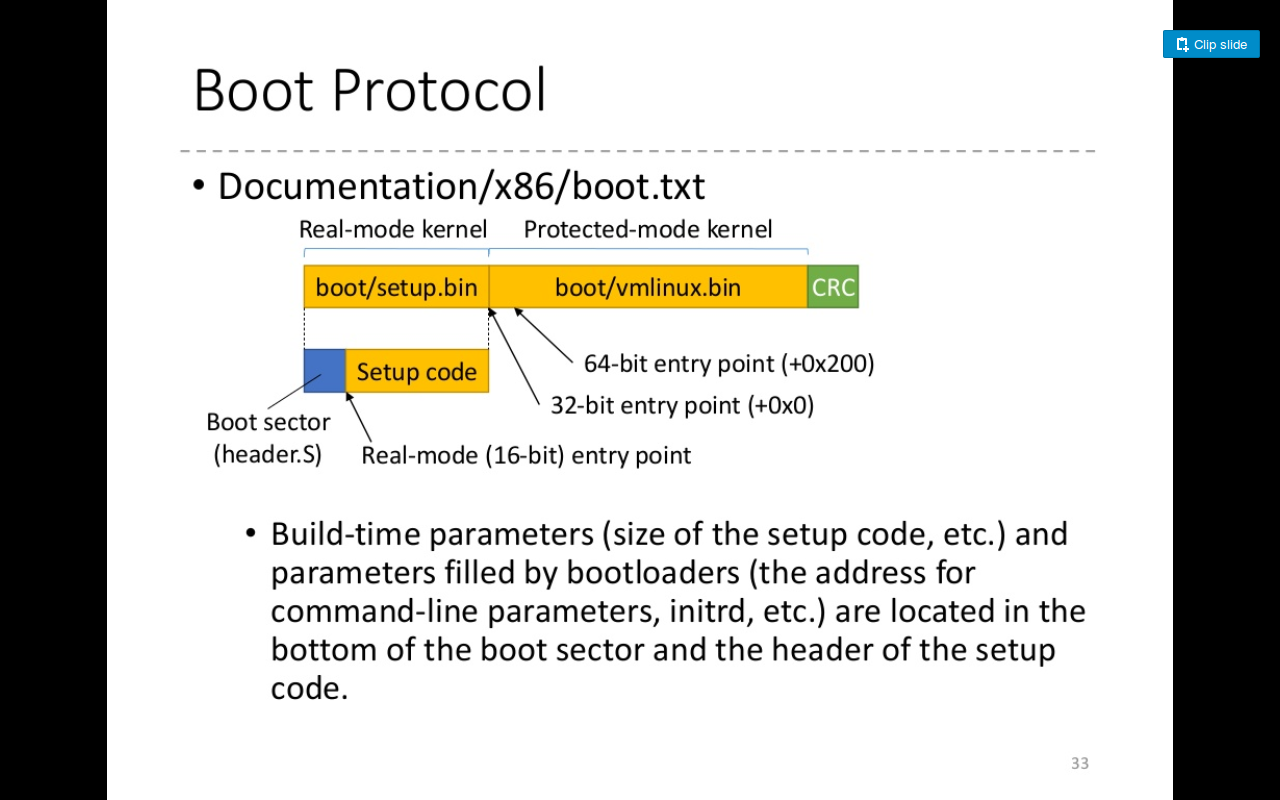 Clip slide
Boot Protocol
• Documentation/x86/boot.txt
Real-mode kernel Protected-mode kernel
boot/setup.bin boot/vmlinux.bin CRC
64-bit entry point (+0x200)
Setup code
32-bit entry point (+0x0)
Boot sector
(header.S)
Real-mode (16-bit) entry point
• Build-time parameters (size of the setup code, etc.) and
parameters filled by bootloaders (the address for
command-line parameters, initrd, etc.) are located in the
bottom of the boot sector and the header of the setup
code.
33